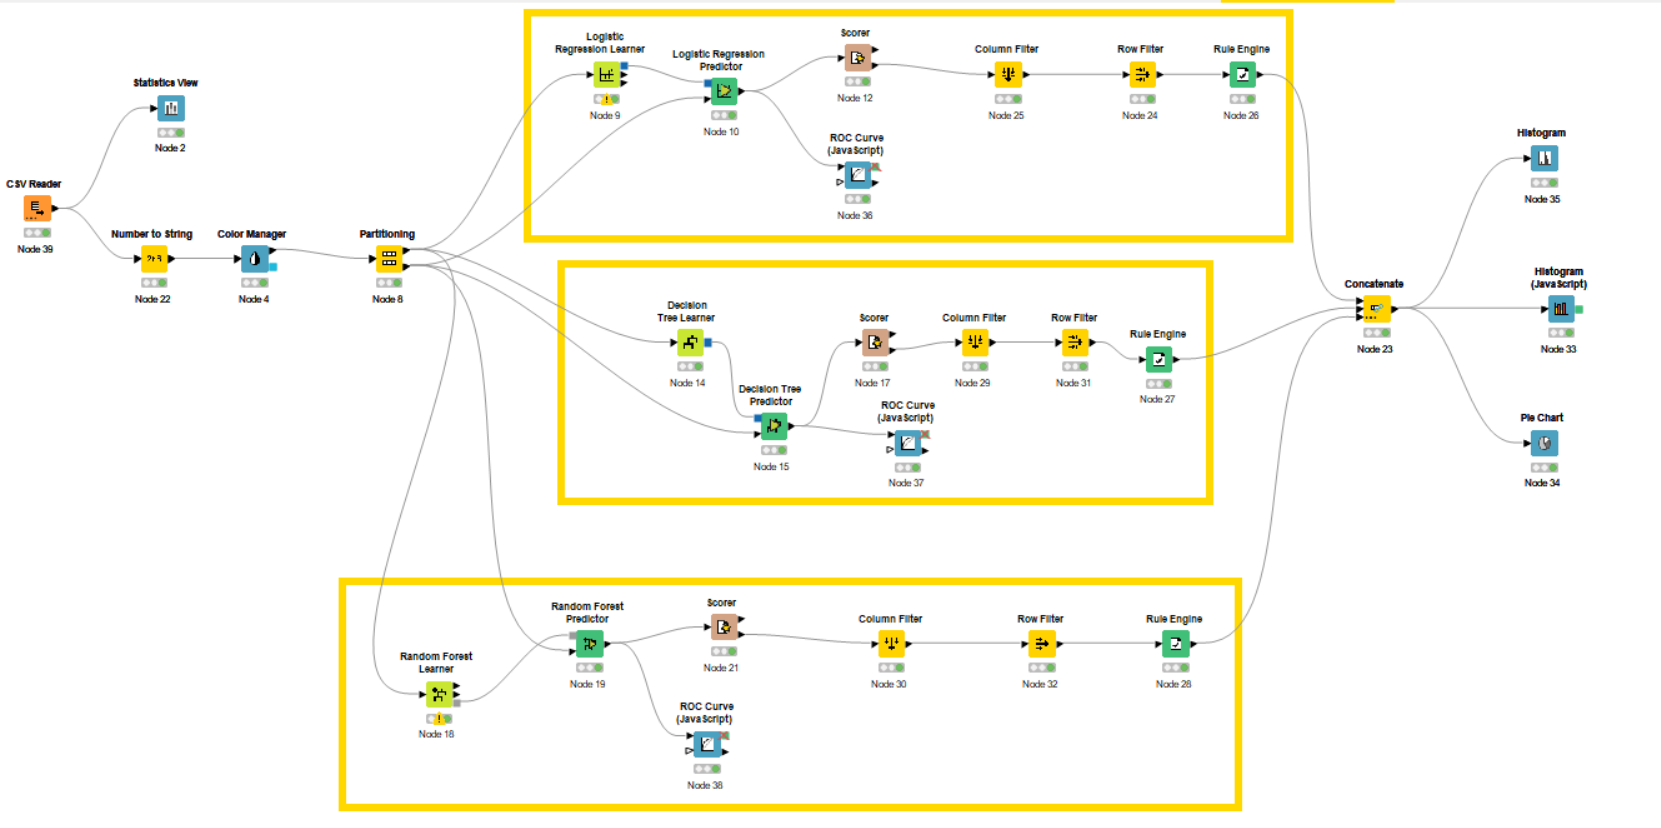 Statistics View
Node 2
CSV Reader
Node 39
Number to String
Node 22
Color Manager
Node 4
Partitioning
Node 8
Logistic
Regression Learner
Node 9
Logistic Regression
Predictor
Node 10
Scorer
Node 12
ROC Curve
(JavaScript)
Node 36
Column Filter
Node 25
Row Filter
Node 24
Rule Engine
Node 26
Decision
Tree Learner
Node 14
Decision Tree
Predictor
Node 15
Scorer
Node 17
ROC Curve
(JavaScript)
Node 37
Column Filter
Node 29
Row Filter
Node 31
Rule Engine
Node 27
Random Forest
Learner
Node 18
Random Forest
Predictor
Node 19
Scorer
Node 21
ROC Curve
(JavaScript)
Node 38
Column Filter
Node 30
Row Filter
Node 32
Rule Engine
Node 28
Concatenate
Node 23
Histogram
Node 35
Histogram
(JavaScript)
Node 33
Pie Chart
Node 34